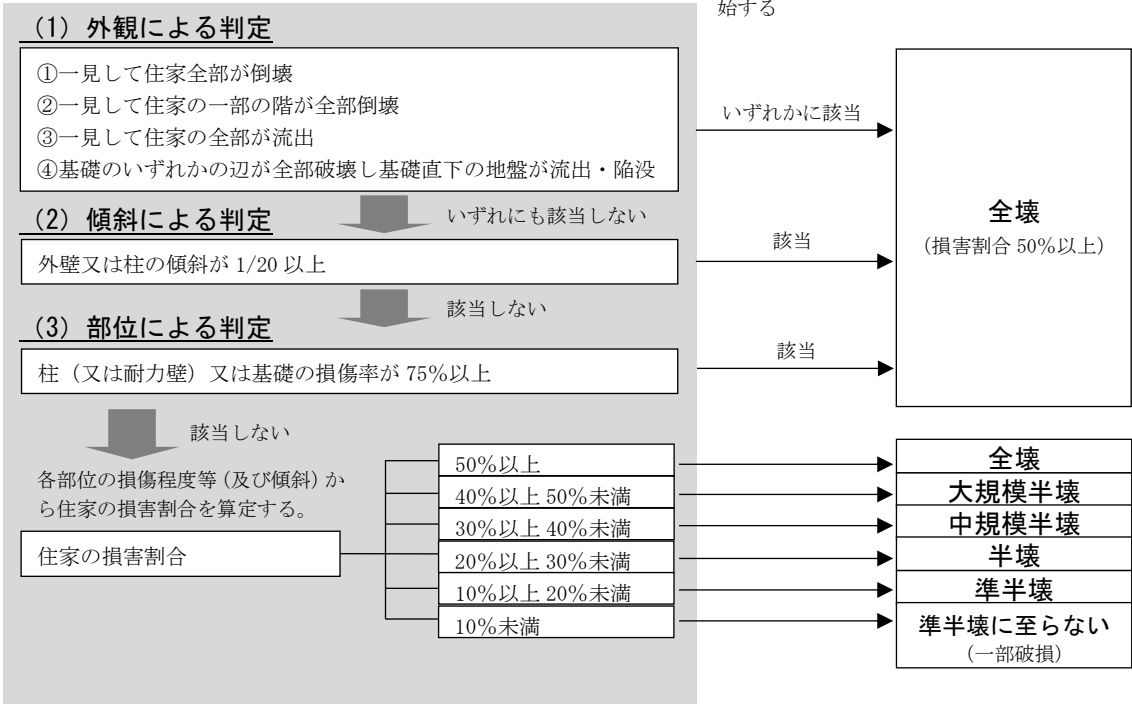 始する
(1) 外観による判定
①一見して住家全部が倒壊
②一見して住家の一部の階が全部倒壊
③一見して住家の全部が流出
④基礎のいずれかの辺が全部破壊し基礎直下の地盤が流出・陥没
いずれかに該当
全壊
(損害割合 50%以上)
いずれにも該当しない
(2) 傾斜による判定
外壁又は柱の傾斜が 1/20 以上
該当
該当しない
(3) 部位による判定
柱（又は耐力壁）又は基礎の損傷率が 75%以上
該当
該当しない
各部位の損傷程度等（及び傾斜）か
ら住家の損害割合を算定する。
住家の損害割合
50%以上
全壊
40%以上 50%未満
大規模半壊
30%以上 40%未満
中規模半壊
20%以上 30%未満
半壊
10%以上 20%未満
準半壊
10%未満
準半壊に至らない
(一部破損)